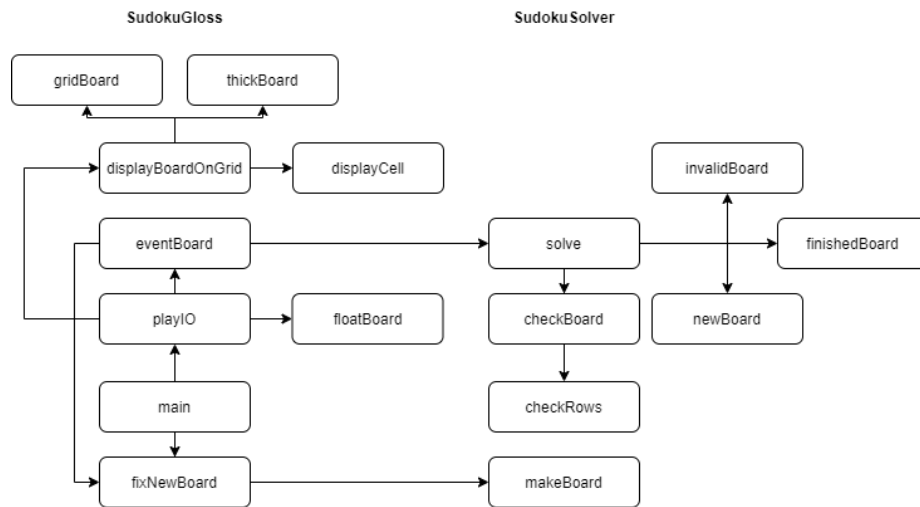 SudokuGloss
SudokuSolver
gridBoard
thickBoard
displayBoardOnGrid
displayCell
invalidBoard
eventBoard
solve
finishedBoard
playIO
floatBoard
checkBoard
newBoard
main
checkRows
fixNewBoard
makeBoard